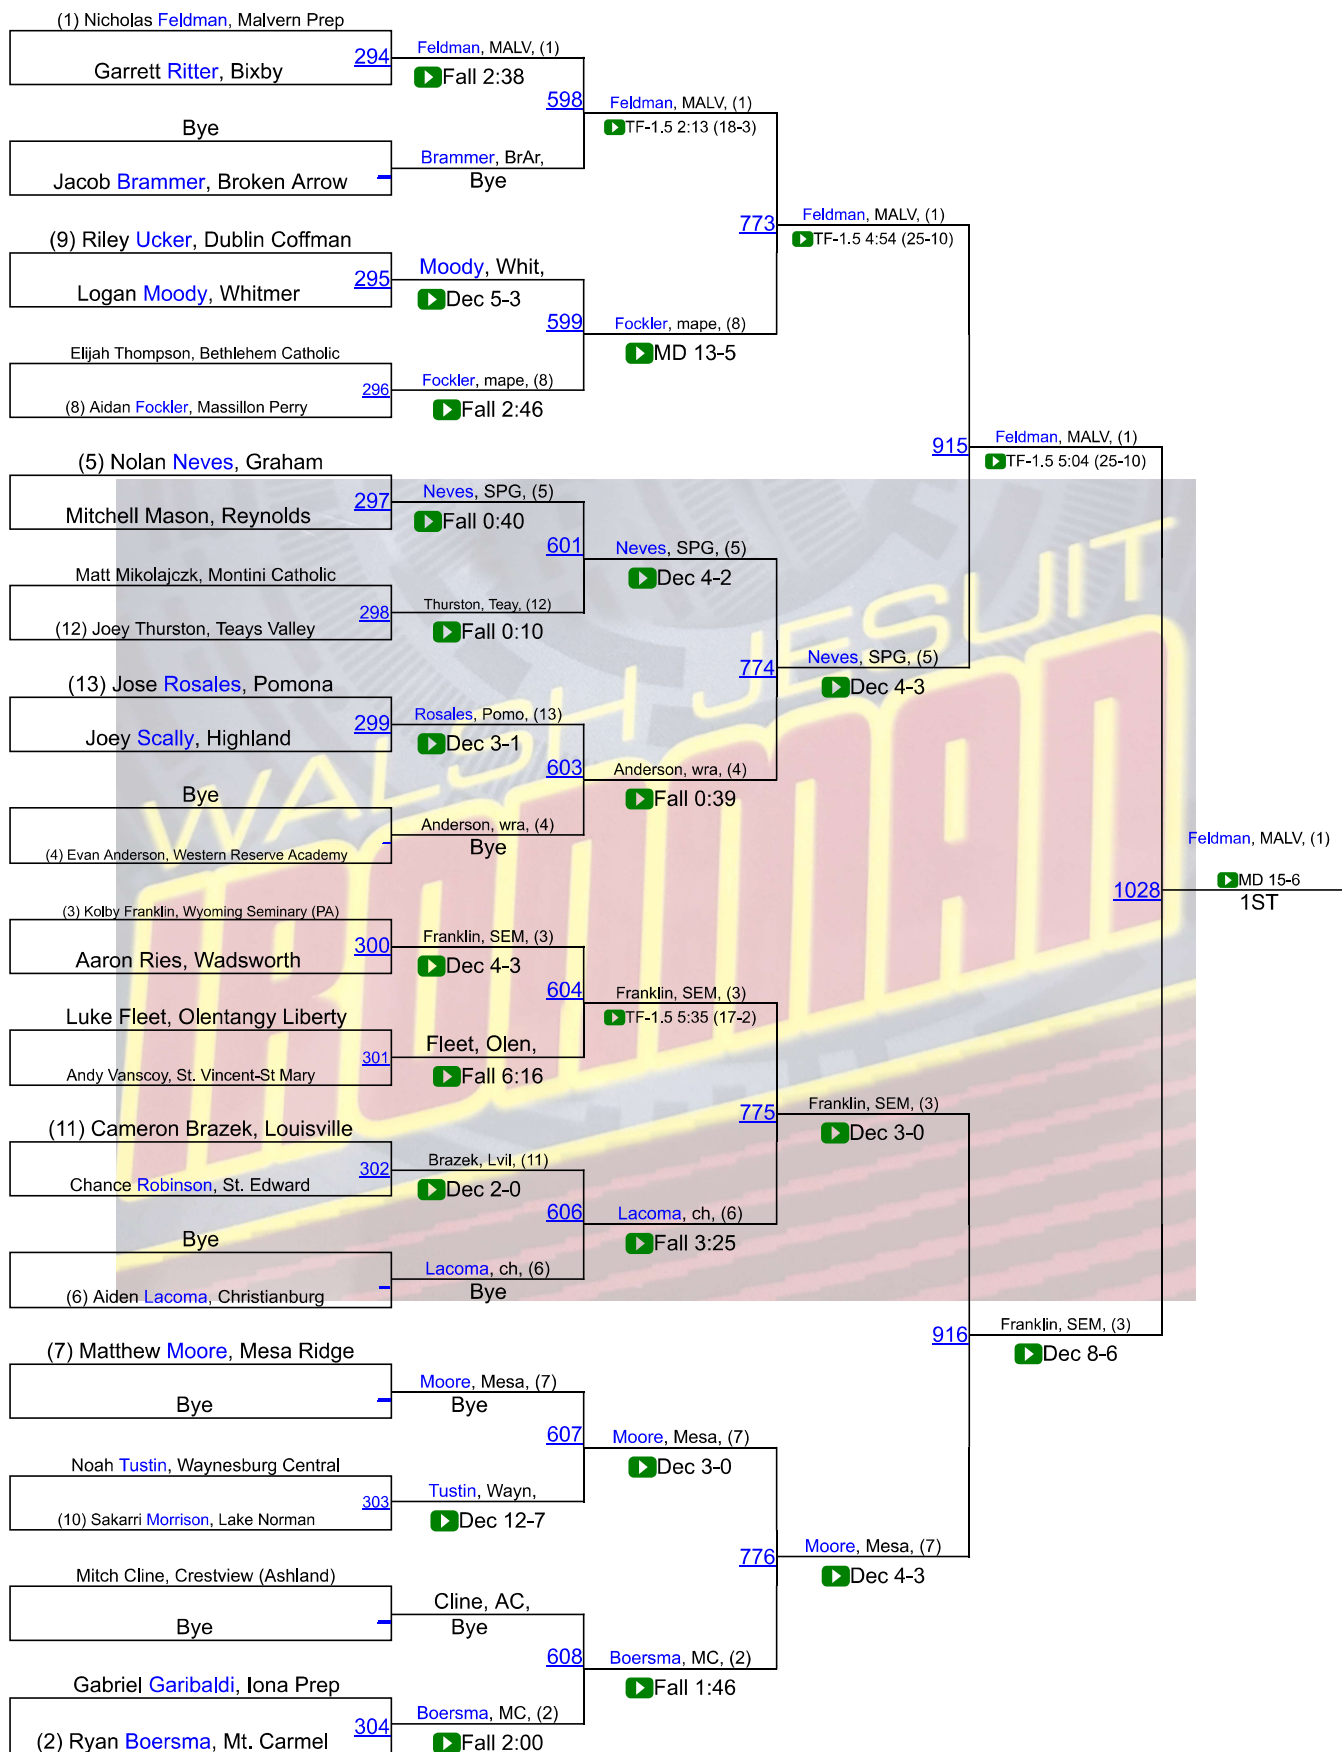 (1) Nicholas Feldman, Malvern Prep
294
Garrett Ritter, Bixby
Feldman, MALV, (1)
Fall 2:38
Bye
Jacob Brammer, Broken Arrow
Brammer, BrAr,
Bye
598
Feldman, MALV, (1)
TF-1.5 2:13 (18-3)
(9) Riley Ucker, Dublin Coffman
295
Logan Moody, Whitmer
Moody, Whit,
Dec 5-3
Elijah Thompson, Bethlehem Catholic
296
(8) Aidan Fockler, Massillon Perry
Fockler, mape, (8)
Fall 2:46
599
Fockler, mape, (8)
MD 13-5
773
Feldman, MALV, (1)
TF-1.5 4:54 (25-10)
(5) Nolan Neves, Graham
297
Mitchell Mason, Reynolds
Neves, SPG, (5)
Fall 0:40
Matt Mikolajczk, Montini Catholic
298
(12) Joey Thurston, Teays Valley
Thurston, Teay, (12)
Fall 0:10
601
Neves, SPG, (5)
Dec 4-2
(13) Jose Rosales, Pomona
299
Joey Scally, Highland
Rosales, Pomo, (13)
Dec 3-1
Bye
(4) Evan Anderson, Western Reserve Academy
Anderson, wra, (4)
Bye
603
Anderson, wra, (4)
Fall 0:39
774
Neves, SPG, (5)
Dec 4-3
915
Feldman, MALV, (1)
TF-1.5 5:04 (25-10)
(3) Kolby Franklin, Wyoming Seminary (PA)
300
Aaron Ries, Wadsworth
Franklin, SEM, (3)
Dec 4-3
Luke Fleet, Olentangy Liberty
301
Andy Vanscoy, St. Vincent-St Mary
Fleet, Olen,
Fall 6:16
604
Franklin, SEM, (3)
TF-1.5 5:35 (17-2)
(11) Cameron Brazek, Louisville
302
Chance Robinson, St. Edward
Brazek, Lvil, (11)
Dec 2-0
Bye
(6) Aiden Lacoma, Christianburg
Lacoma, ch, (6)
Bye
606
Lacoma, ch, (6)
Fall 3:25
775
Franklin, SEM, (3)
Dec 3-0
(7) Matthew Moore, Mesa Ridge
Bye
Moore, Mesa, (7)
Bye
Noah Tustin, Waynesburg Central
303
(10) Sakarri Morrison, Lake Norman
Tustin, Wayn,
Dec 12-7
607
Moore, Mesa, (7)
Dec 3-0
Mitch Cline, Crestview (Ashland)
Bye
Cline, AC,
Bye
Gabriel Garibaldi, Iona Prep
304
(2) Ryan Boersma, Mt. Carmel
Boersma, MC, (2)
Fall 2:00
608
Boersma, MC, (2)
Fall 1:46
776
Moore, Mesa, (7)
Dec 4-3
916
Franklin, SEM, (3)
Dec 8-6
1028
Feldman, MALV, (1)
MD 15-6
1ST
WALSH JESUIT
IRONMAN